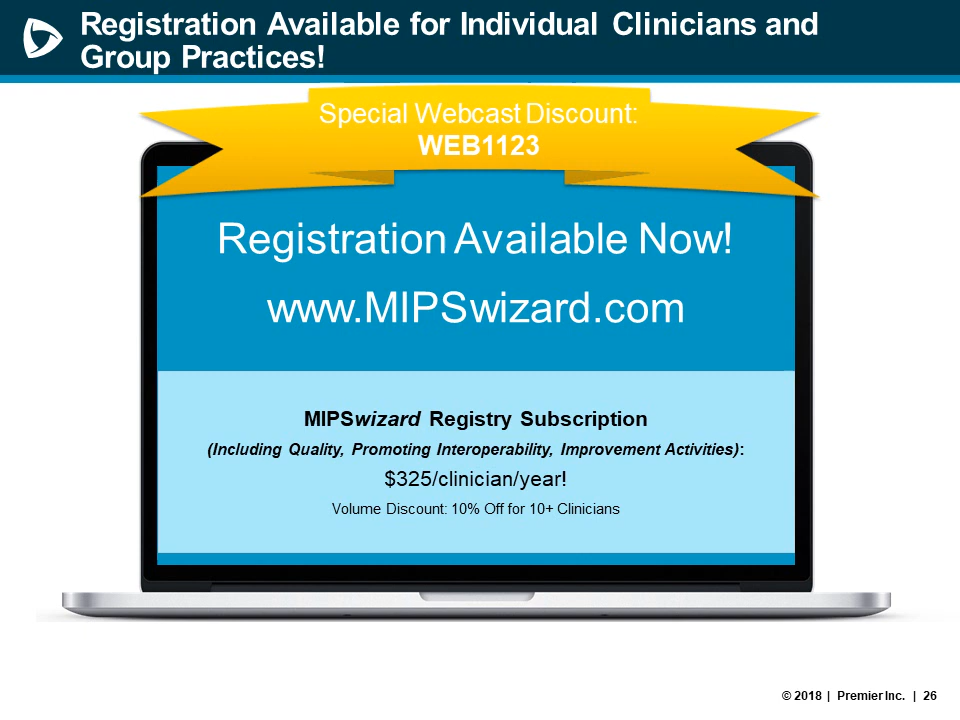 Registration Available for Individual Clinicians and
Group Practices!
Special Webcast Discount:
WEB1123
Registration Available Now!
www.MIPSwizard.com
MIPSwizard Registry Subscription
(Including Quality, Promoting Interoperability, Improvement Activities):
$325/clinician/year!
Volume Discount: 10% Off for 10+ Clinicians
© 2018 | Premier Inc. | 26